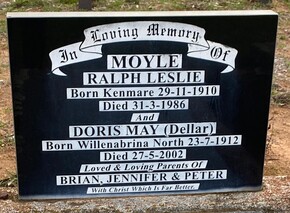 In Loving Memory Of
MOYLE
RALPH LESLIE
Born Kenmare 29-11-1910
Died 31-3-1986
And
DORIS MAY (Dellar)
Born Willenabrina North 23-7-1912
Died 27-5-2002
Loved & Loving Parents Of
BRIAN, JENNIFER & PETER
With Christ Which Is Far Better.